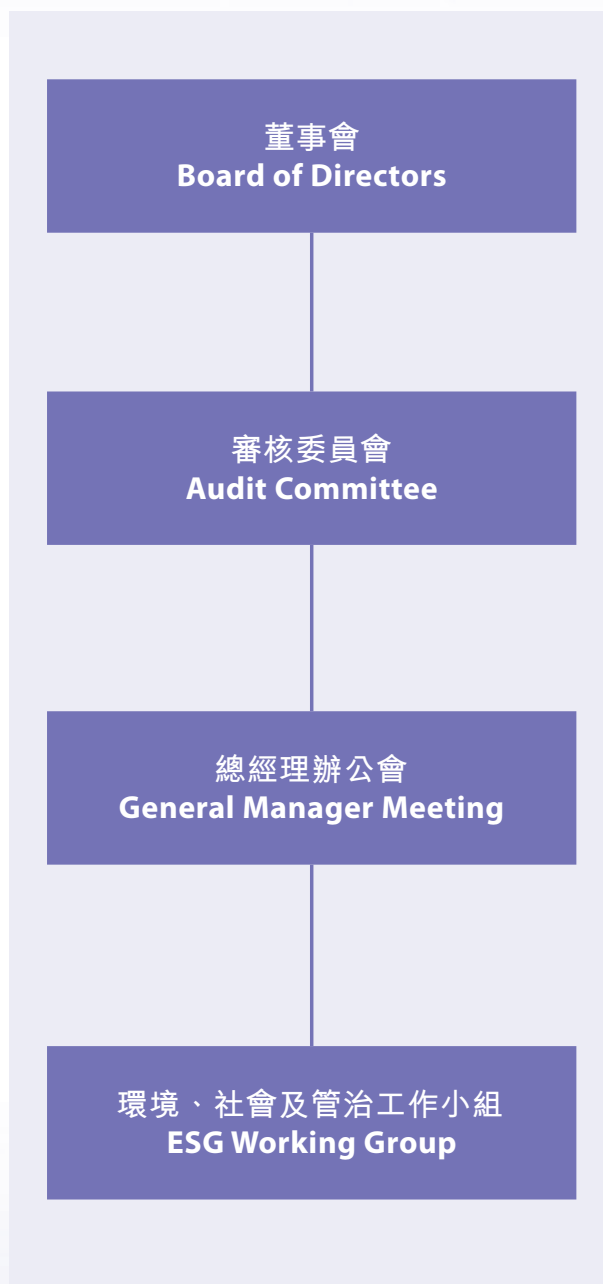 董事會
Board of Directors
審核委員會
Audit Committee
總經理辦公會
General Manager Meeting
環境、社會及管治工作小組
ESG Working Group